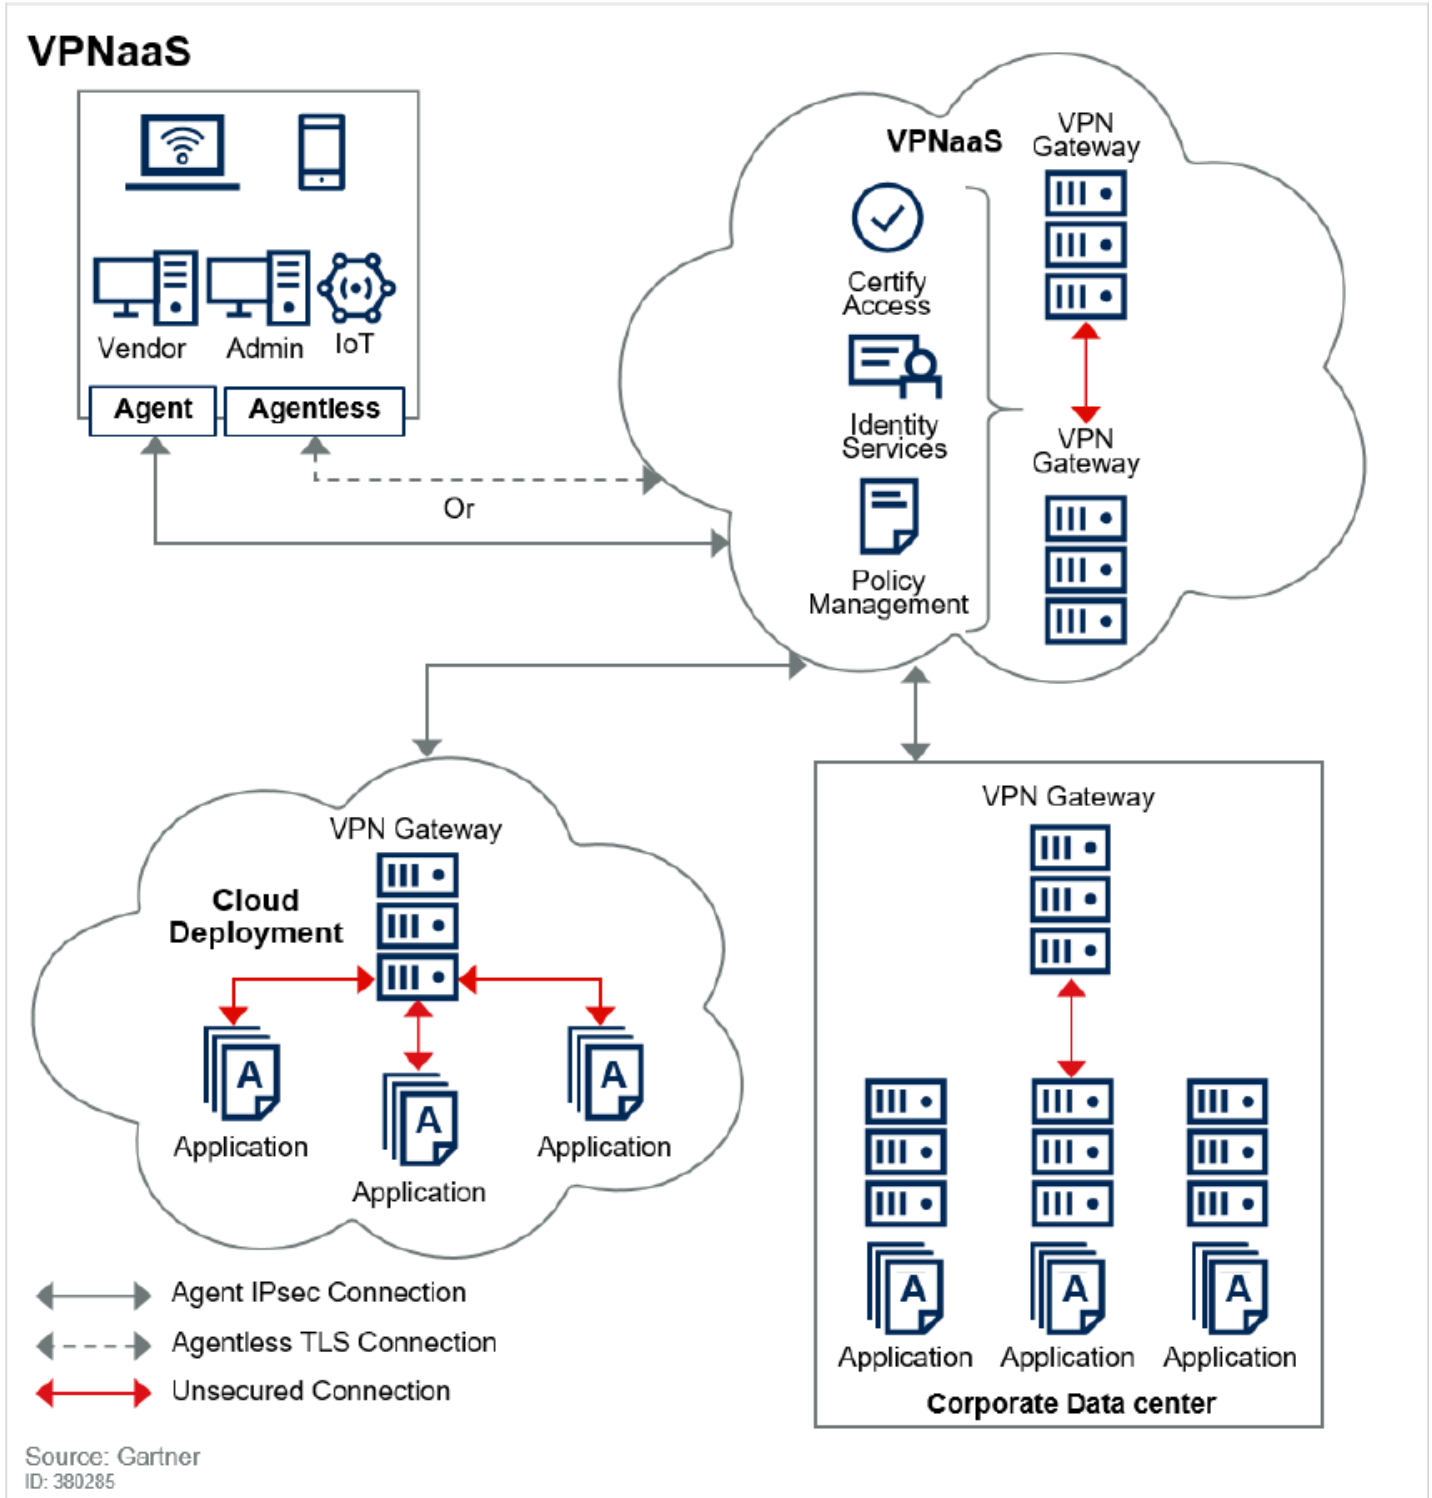 VPNaaS
Vendor
Admin
IoT
Agent
Agentless
Or
VPNaaS
Certify
Access
Identity
Services
Policy
Management
VPN
Gateway
VPN
Gateway
VPN Gateway
Cloud
Deployment
A
A
A
Application
Application
Application
VPN Gateway
A
A
A
Application
Application
Application
Corporate Data center
Agent IPsec Connection
Agentless TLS Connection
Unsecured Connection
Source: Gartner
ID: 380285